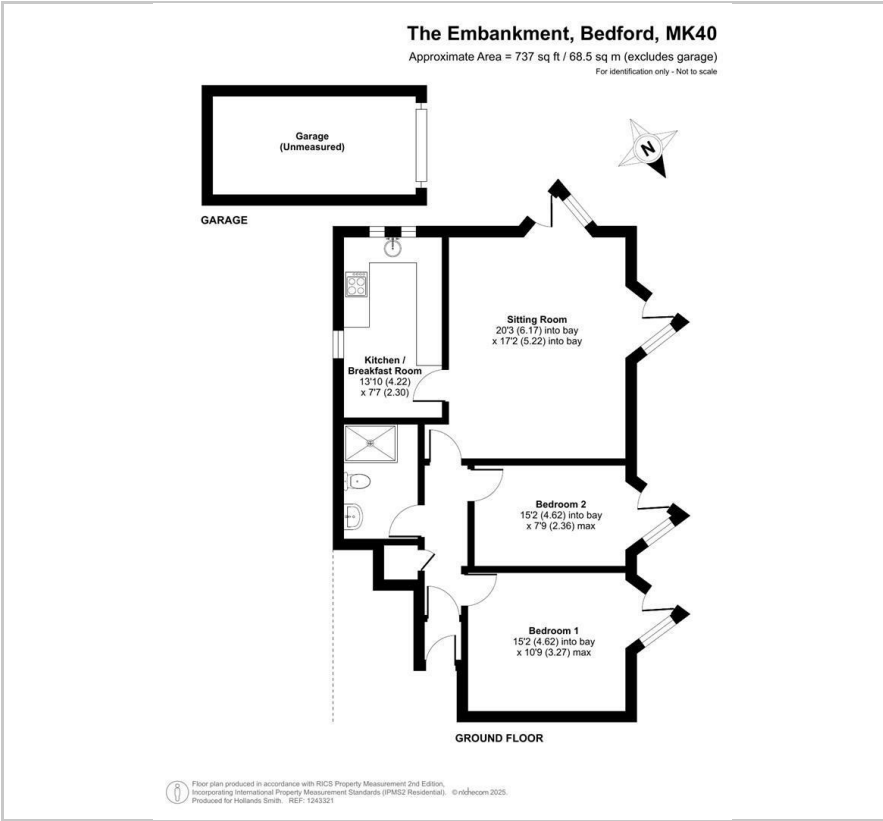 The Embankment, Bedford, MK40
Approximate Area = 737 sq ft / 68.5 sq m (excludes garage)
For identification only - Not to scale
Garage
(Unmeasured)
N
GARAGE
Sitting Room
20'3 (6.17) into bay
x 17'2 (5.22) into bay
Kitchen /
Breakfast Room
13'10 (4.22)
x 7'7 (2.30)
Bedroom 2
15'2 (4.62) into bay
x 7'9 (2.36) max
Bedroom 1
15'2 (4.62) into bay
x 10'9 (3.27) max
GROUND FLOOR
Floor plan produced in accordance with RICS Property Measurement 2nd Edition,
Incorporating International Property Measurement Standards (IPMS2 Residential). ©nichecom 2025.
Produced for Hollands Smith. REF: 1243321